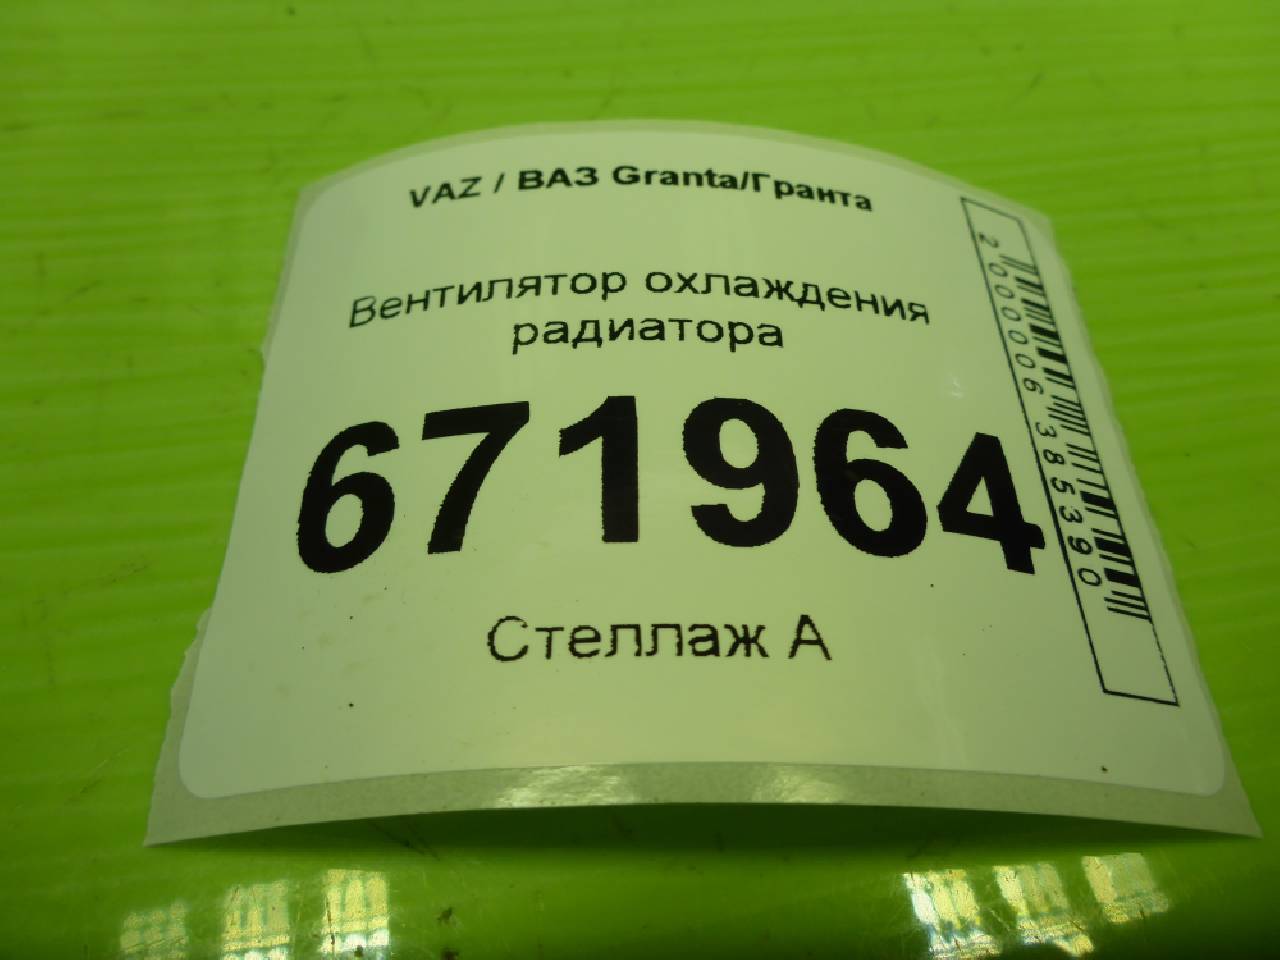 VAZ / ВАЗ Granta/Гранта
Вентилятор охлаждения
радиатора
671964
Стеллаж А
2000006385390